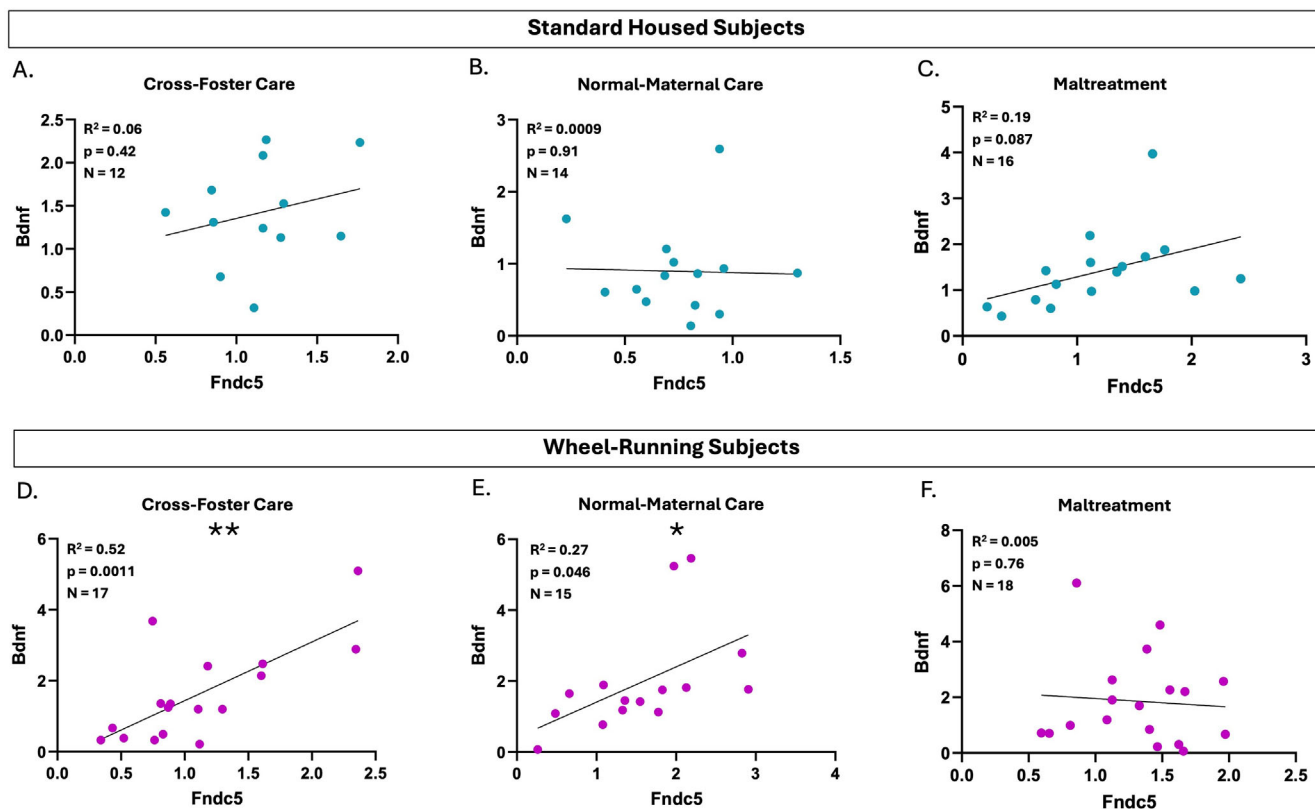 Standard Housed Subjects
A.
Cross-Foster Care
R² = 0.06
p = 0.42
N = 12
2.5
2.0
1.5
1.0
0.5
0.0
Bdnf
0.0 0.5 1.0 1.5 2.0
Fndc5
B.
Normal-Maternal Care
R² = 0.0009
p = 0.91
N = 14
3
2
1
0
Bdnf
0.0 0.5 1.0 1.5
Fndc5
C.
Maltreatment
R² = 0.19
p = 0.087
N = 16
5
4
3
2
1
0
Bdnf
0 1 2 3
Fndc5
Wheel-Running Subjects
D.
Cross-Foster Care
**
R² = 0.52
p = 0.0011
N = 17
6
4
2
0
Bdnf
0.0 0.5 1.0 1.5 2.0 2.5
Fndc5
E.
Normal-Maternal Care
*
R² = 0.27
p = 0.046
N = 15
6
4
2
0
Bdnf
0 1 2 3 4
Fndc5
F.
Maltreatment
R² = 0.005
p = 0.76
N = 18
8
6
4
2
0
Bdnf
0.0 0.5 1.0 1.5 2.0 2.5
Fndc5